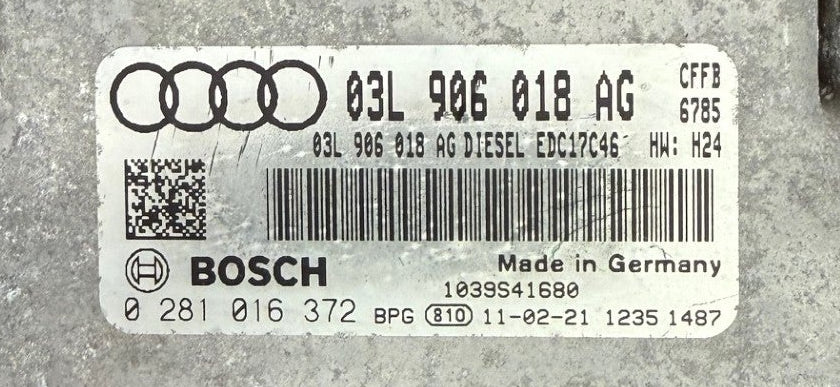 03L 906 018 AG CFFB
6785
03L 906 018 AG DIESEL EDC17C46 HW: H24
BOSCH Made in Germany
1039S41680
0 281 016 372 BPG 810 11-02-21 1235 1487